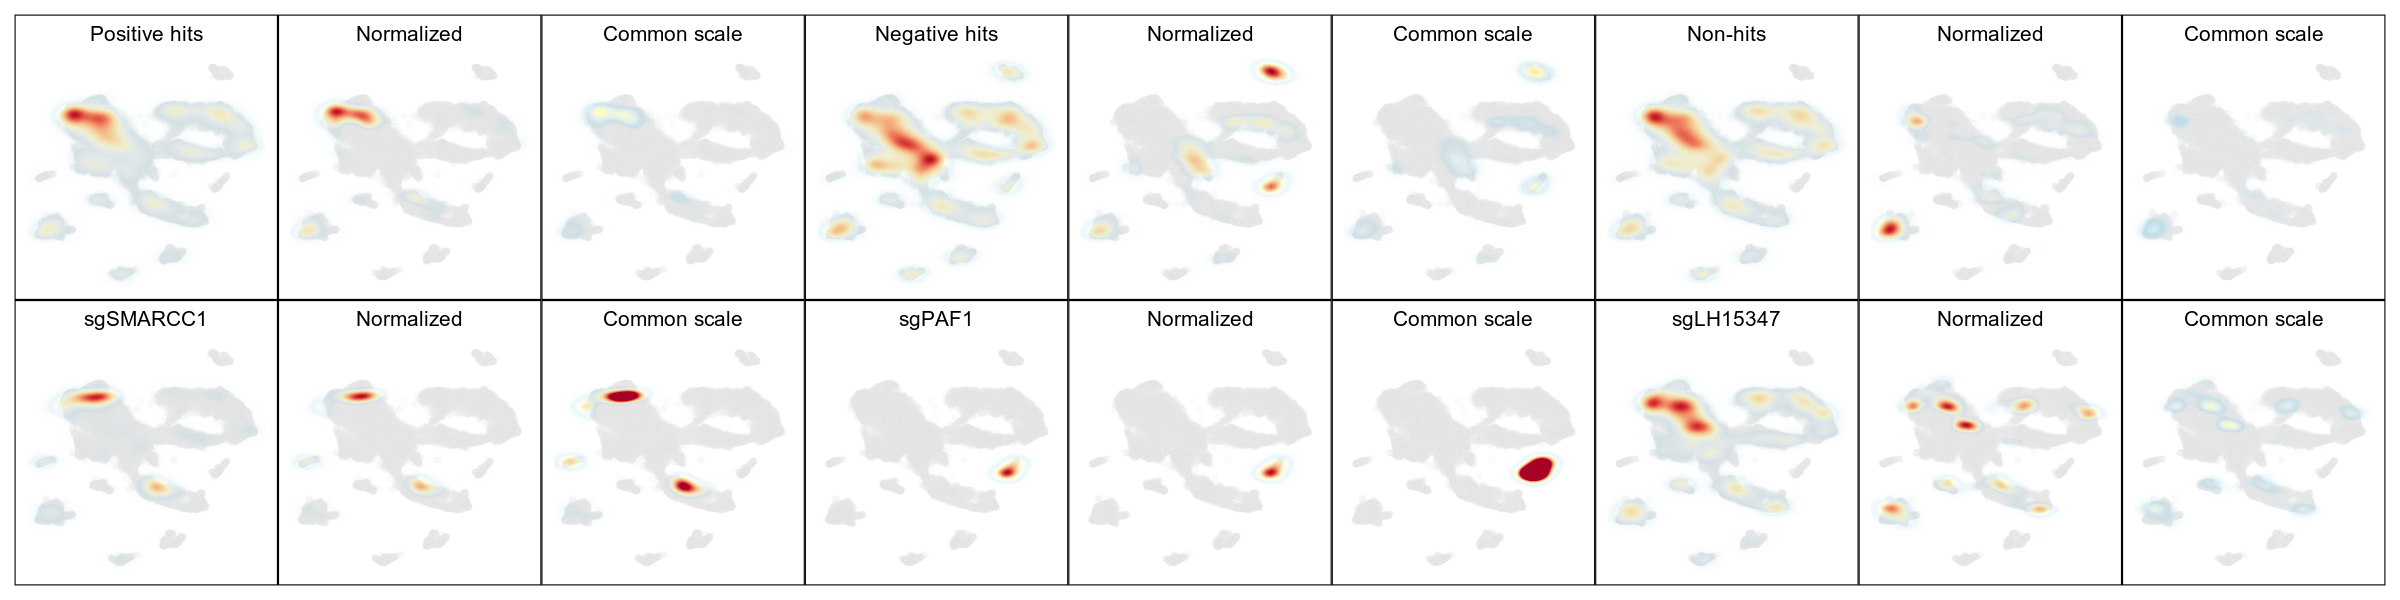 Positive hits
Normalized
Common scale
Negative hits
Normalized
Common scale
Non-hits
Normalized
Common scale
sgSMARCC1
Normalized
Common scale
sgPAF1
Normalized
Common scale
sgLH15347
Normalized
Common scale